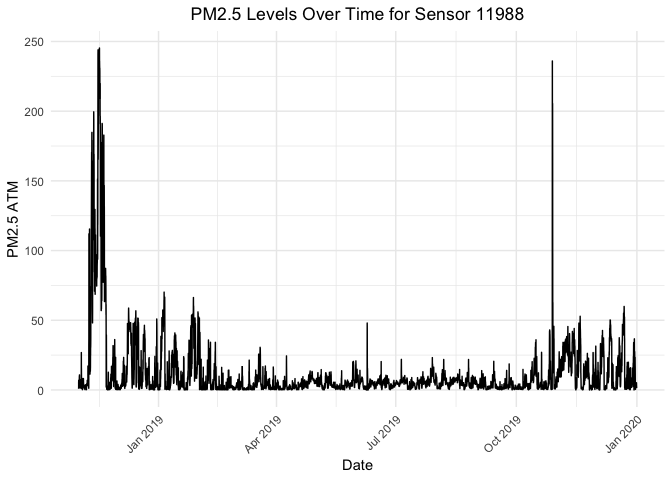 PM2.5 Levels Over Time for Sensor 11988
250
200
150
100
50
0
PM2.5 ATM
Jan 2019
Apr 2019
Jul 2019
Oct 2019
Jan 2020
Date